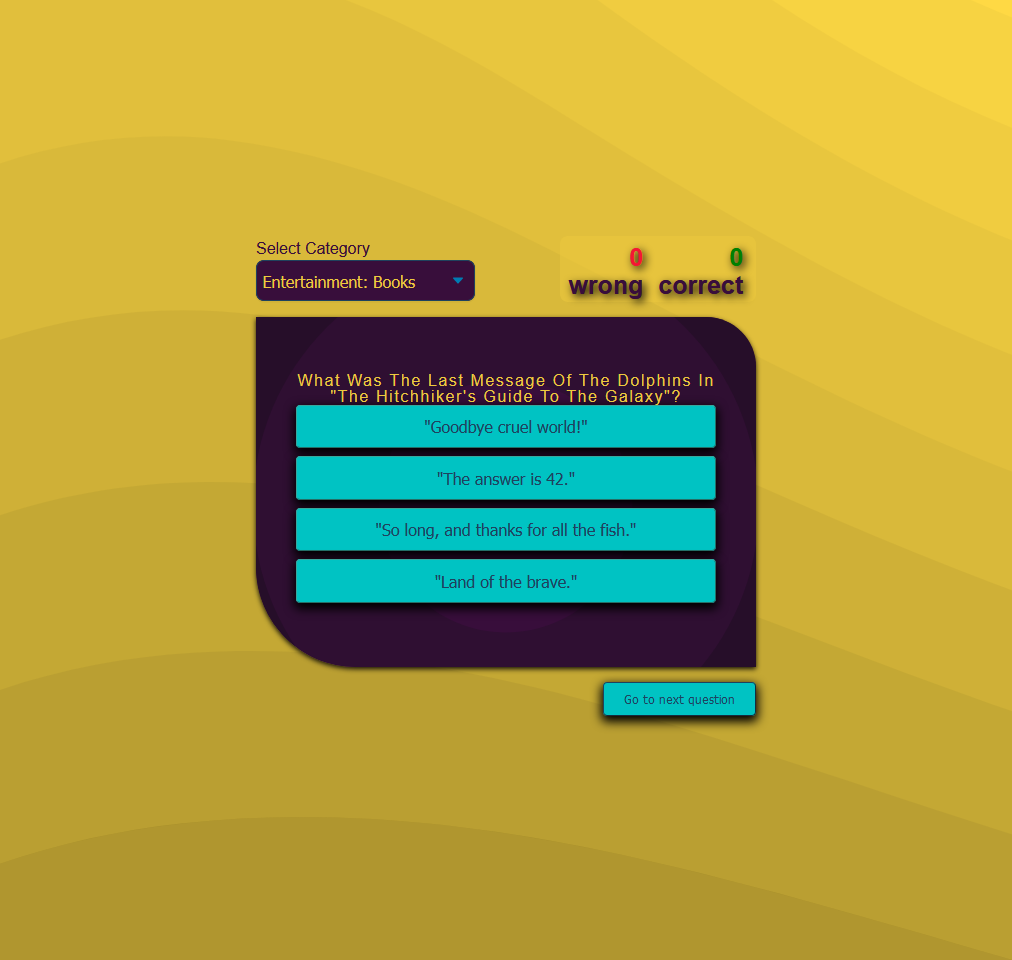 Select Category
Entertainment: Books
0 0
wrong correct
What Was The Last Message Of The Dolphins In
"The Hitchhiker's Guide To The Galaxy"?
"Goodbye cruel world!"
"The answer is 42."
"So long, and thanks for all the fish."
"Land of the brave."
Go to next question